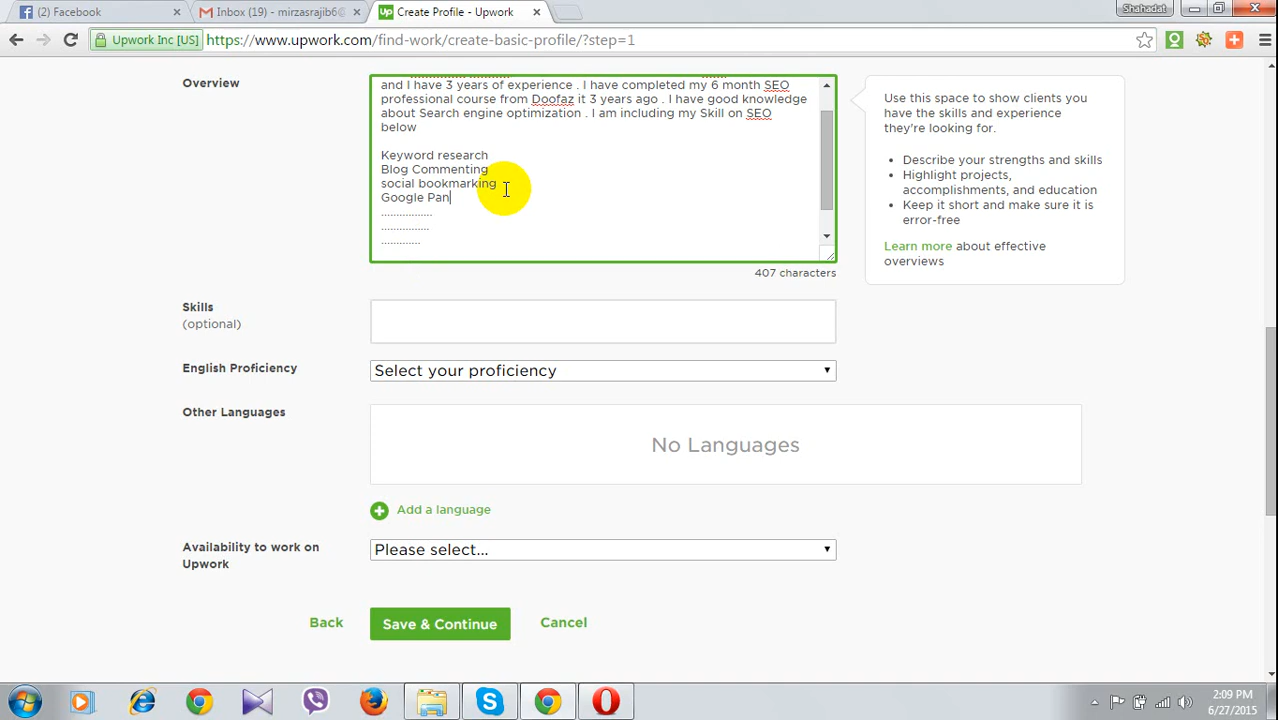 (2) Facebook
Inbox (19) - mirzasrajib6@
Create Profile - Upwork
Shahadat
Upwork Inc [US]
https://www.upwork.com/find-work/create-basic-profile/?step=1
Overview
and I have 3 years of experience . I have completed my 6 month SEO
professional course from Doofaz it 3 years ago . I have good knowledge
about Search engine optimization . I am including my Skill on SEO
below
Keyword research
Blog Commenting
social bookmarking
Google Pan
.................
................
.............
407 characters
Use this space to show clients you
have the skills and experience
they're looking for.
• Describe your strengths and skills
• Highlight projects,
accomplishments, and education
• Keep it short and make sure it is
error-free
Learn more about effective
overviews
Skills
(optional)
English Proficiency
Select your proficiency
Other Languages
No Languages
Add a language
Availability to work on
Upwork
Please select...
Back
Save & Continue
Cancel
2:09 PM
6/27/2015